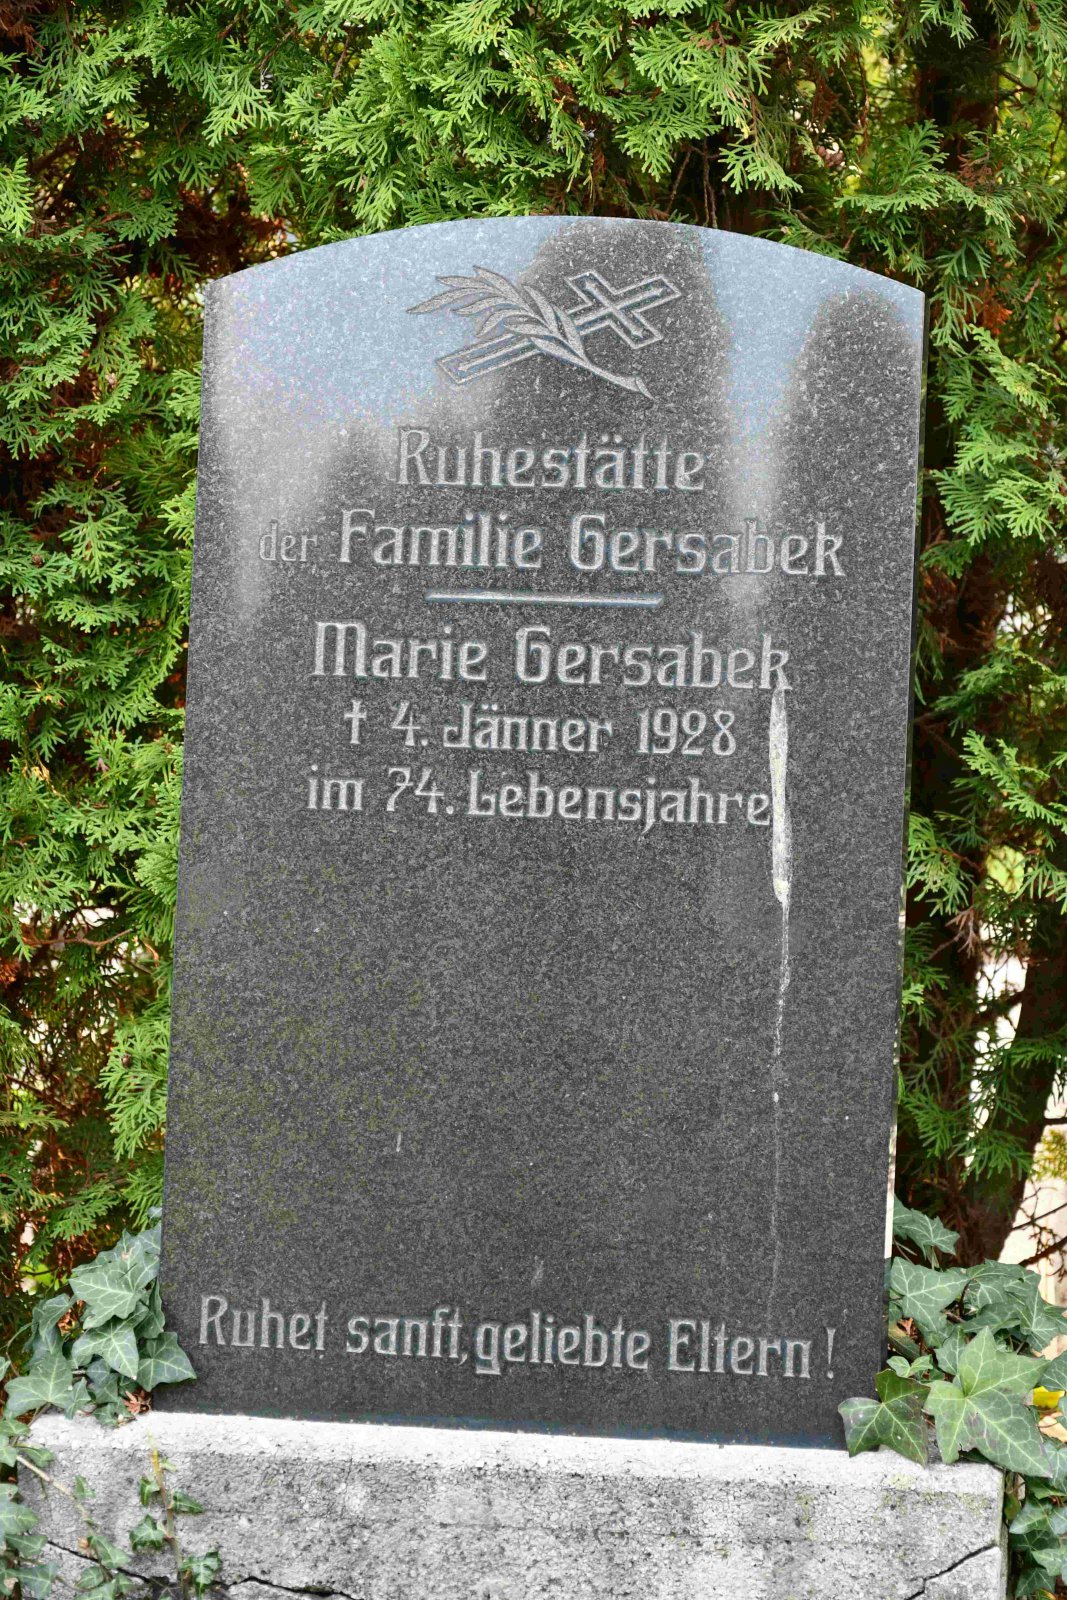 Ruhestätte
der Familie Gersabek
Marie Gersabek
† 4. Jänner 1928
im 74. Lebensjahre
Ruhet sanft, geliebte Eltern!